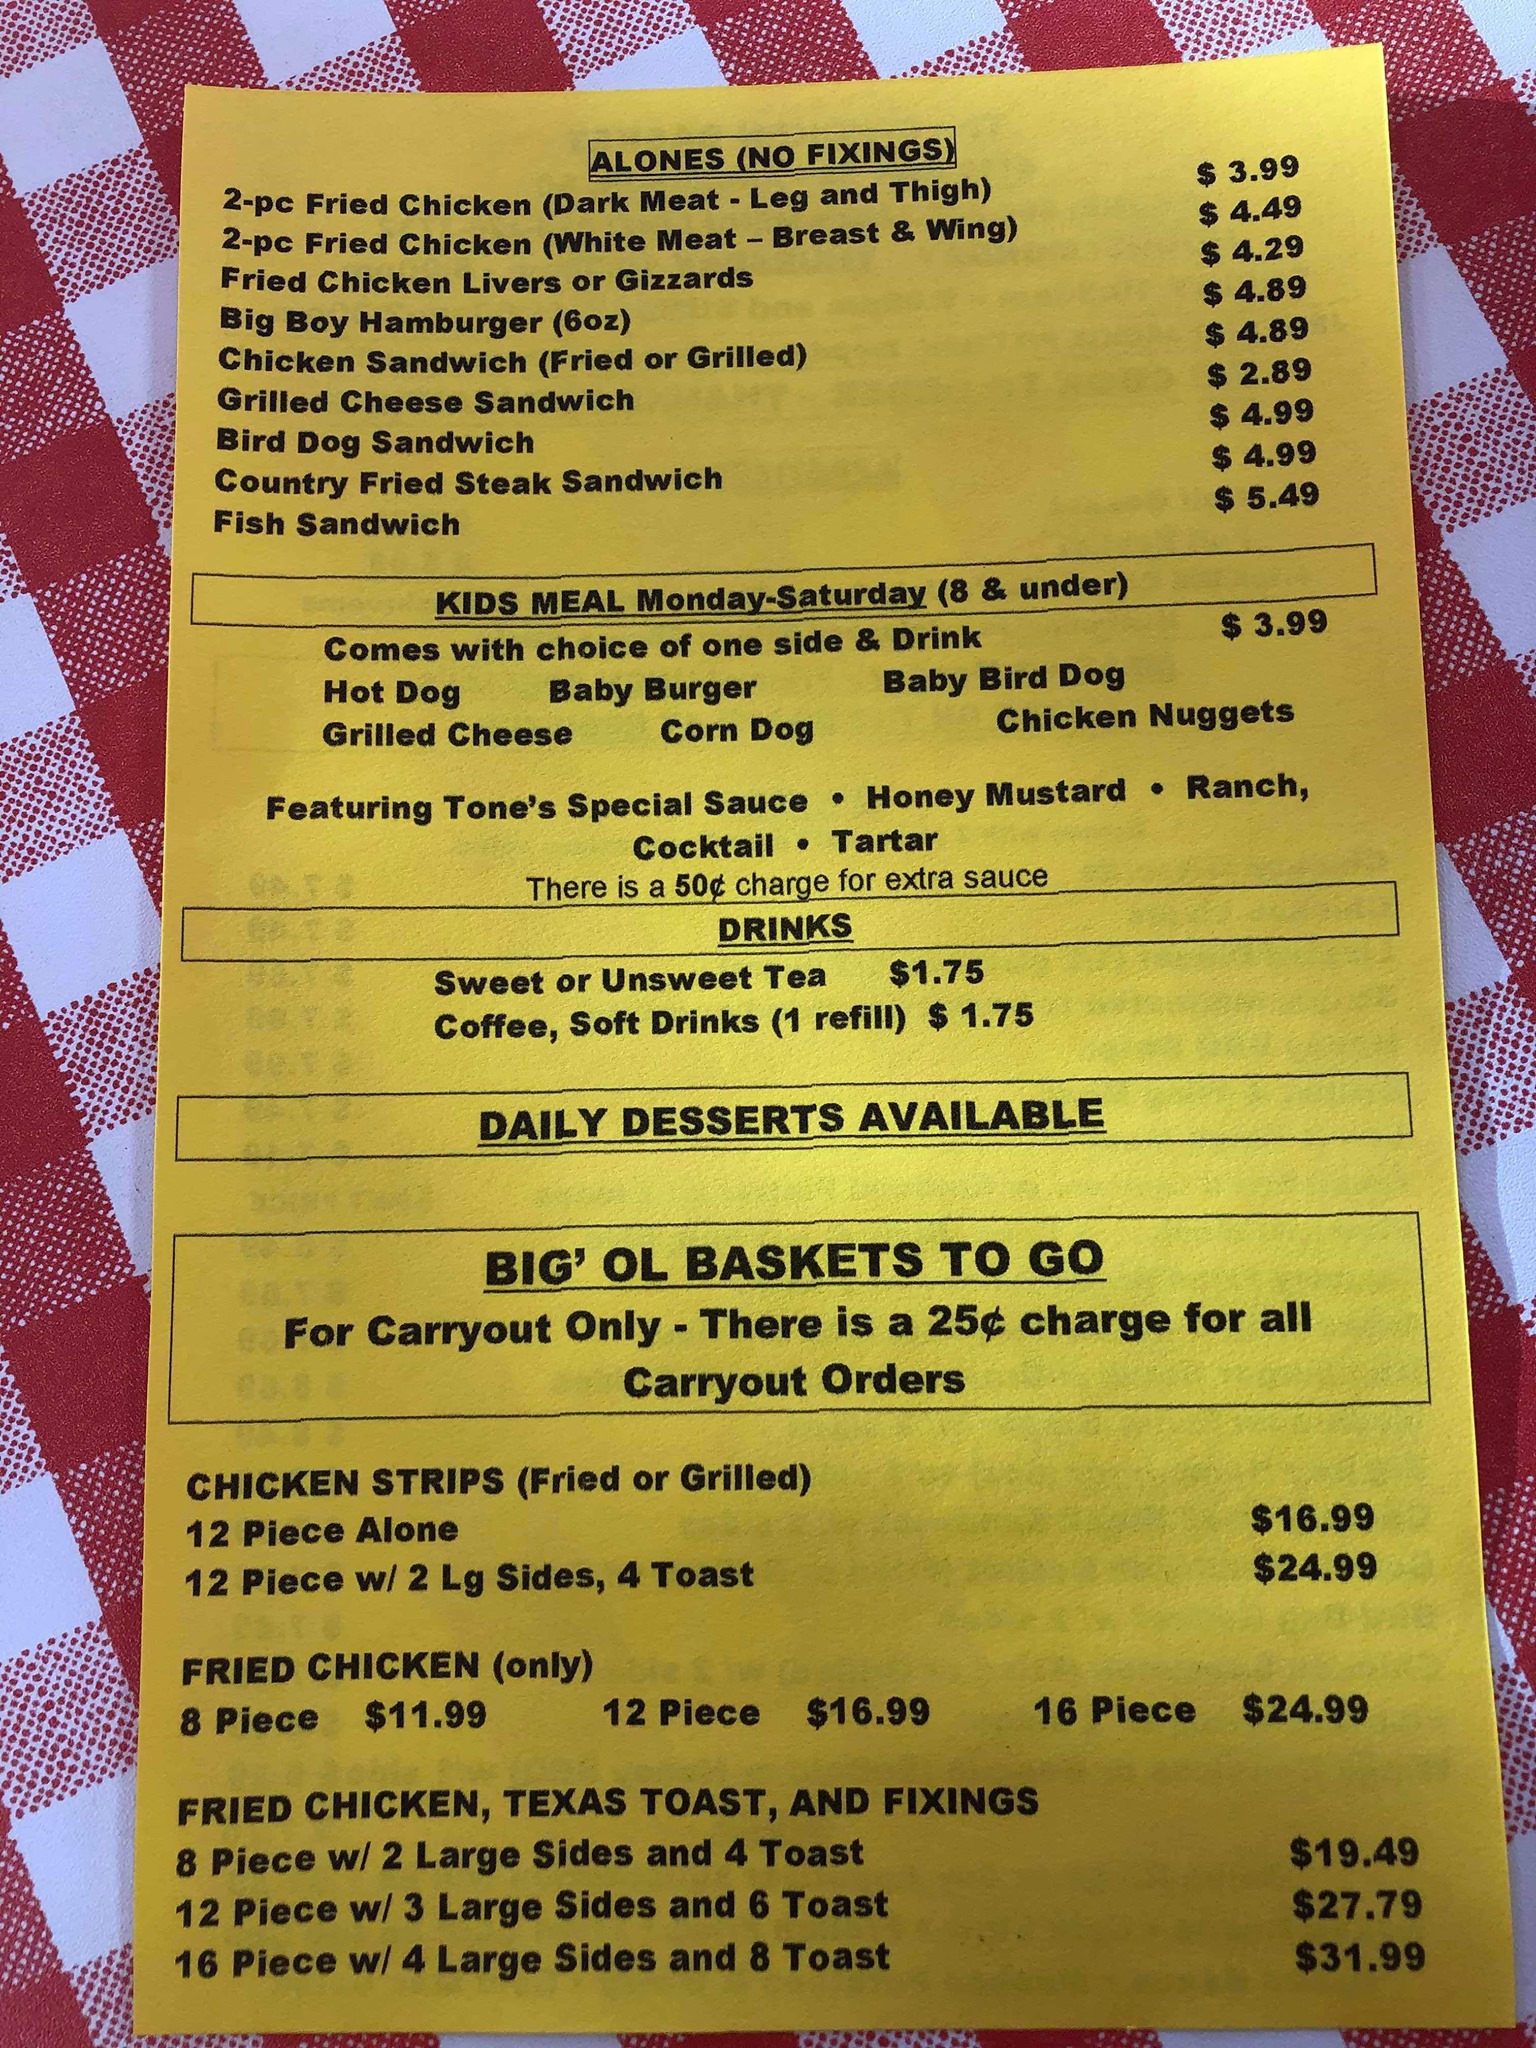 ALONES (NO FIXINGS)
2-pc Fried Chicken (Dark Meat - Leg and Thigh) $ 3.99
2-pc Fried Chicken (White Meat – Breast & Wing) $ 4.49
Fried Chicken Livers or Gizzards $ 4.29
Big Boy Hamburger (6oz) $ 4.89
Chicken Sandwich (Fried or Grilled) $ 4.89
Grilled Cheese Sandwich $ 2.89
Bird Dog Sandwich $ 4.99
Country Fried Steak Sandwich $ 4.99
Fish Sandwich $ 5.49
KIDS MEAL Monday-Saturday (8 & under)
Comes with choice of one side & Drink $ 3.99
Hot Dog Baby Burger Baby Bird Dog
Grilled Cheese Corn Dog Chicken Nuggets
Featuring Tone’s Special Sauce • Honey Mustard • Ranch,
Cocktail • Tartar
There is a 50¢ charge for extra sauce
DRINKS
Sweet or Unsweet Tea $1.75
Coffee, Soft Drinks (1 refill) $ 1.75
DAILY DESSERTS AVAILABLE
BIG’ OL BASKETS TO GO
For Carryout Only - There is a 25¢ charge for all
Carryout Orders
CHICKEN STRIPS (Fried or Grilled)
12 Piece Alone $16.99
12 Piece w/ 2 Lg Sides, 4 Toast $24.99
FRIED CHICKEN (only)
8 Piece $11.99 12 Piece $16.99 16 Piece $24.99
FRIED CHICKEN, TEXAS TOAST, AND FIXINGS
8 Piece w/ 2 Large Sides and 4 Toast $19.49
12 Piece w/ 3 Large Sides and 6 Toast $27.79
16 Piece w/ 4 Large Sides and 8 Toast $31.99